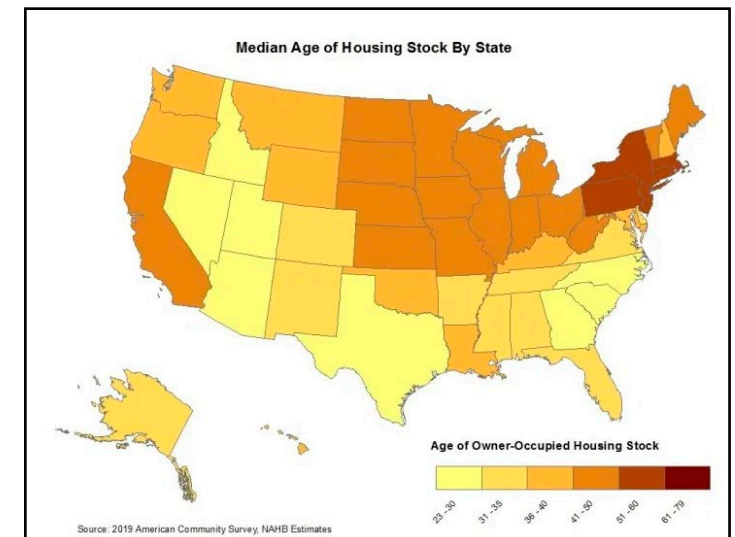 Median Age of Housing Stock By State
Age of Owner-Occupied Housing Stock
23 - 30
31 - 35
36 - 40
41 - 50
51 - 60
61 - 79
Source: 2019 American Community Survey, NAHB Estimates